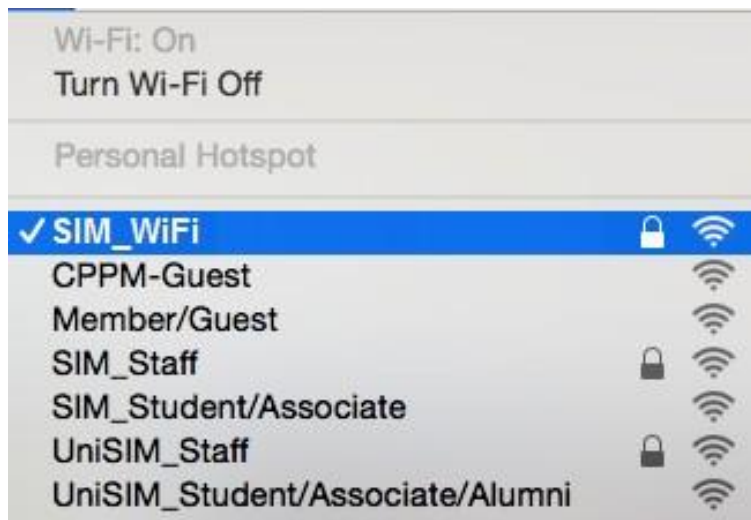 Wi-Fi: On
Turn Wi-Fi Off
Personal Hotspot
SIM_WiFi
CPPM-Guest
Member/Guest
SIM_Staff
SIM_Student/Associate
UniSIM_Staff
UniSIM_Student/Associate/Alumni